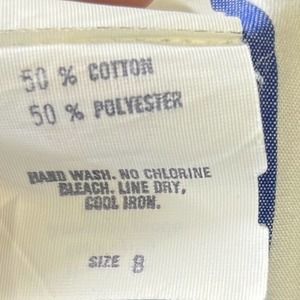 50 % COTTON
50 % POLYESTER
HAND WASH. NO CHLORINE
BLEACH. LINE DRY,
COOL IRON.
SIZE 8